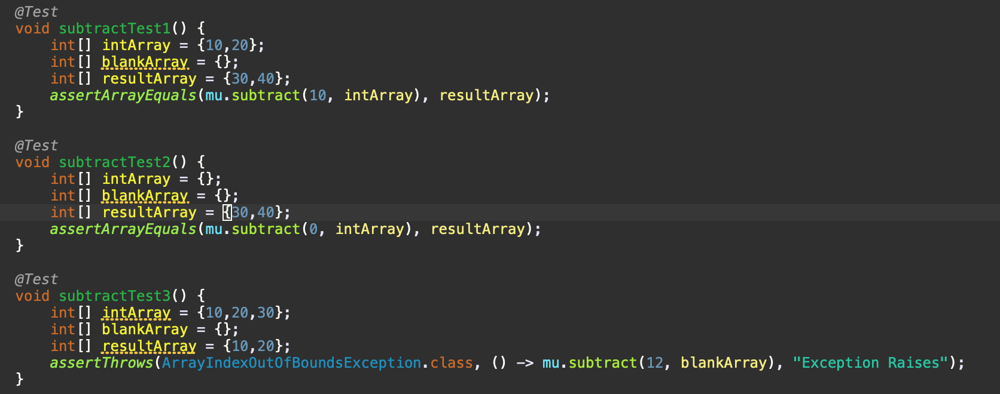 @Test
void subtractTest1() {
    int[] intArray = {10,20};
    int[] blankArray = {};
    int[] resultArray = {30,40};
    assertArrayEquals(mu.subtract(10, intArray), resultArray);
}
@Test
void subtractTest2() {
    int[] intArray = {};
    int[] blankArray = {};
    int[] resultArray = {30,40};
    assertArrayEquals(mu.subtract(0, intArray), resultArray);
}
@Test
void subtractTest3() {
    int[] intArray = {10,20,30};
    int[] blankArray = {};
    int[] resultArray = {10,20};
    assertThrows(ArrayIndexOutOfBoundsException.class, () -> mu.subtract(12, blankArray), "Exception Raises");
}